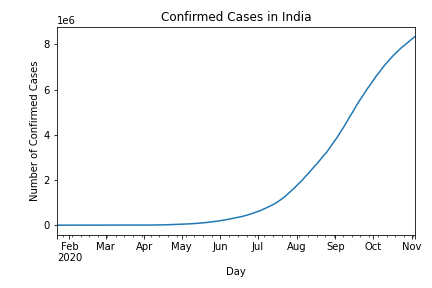 Confirmed Cases in India
1e6
8
6
4
2
0
Number of Confirmed Cases
Feb Mar Apr May Jun Jul Aug Sep Oct Nov
2020
Day